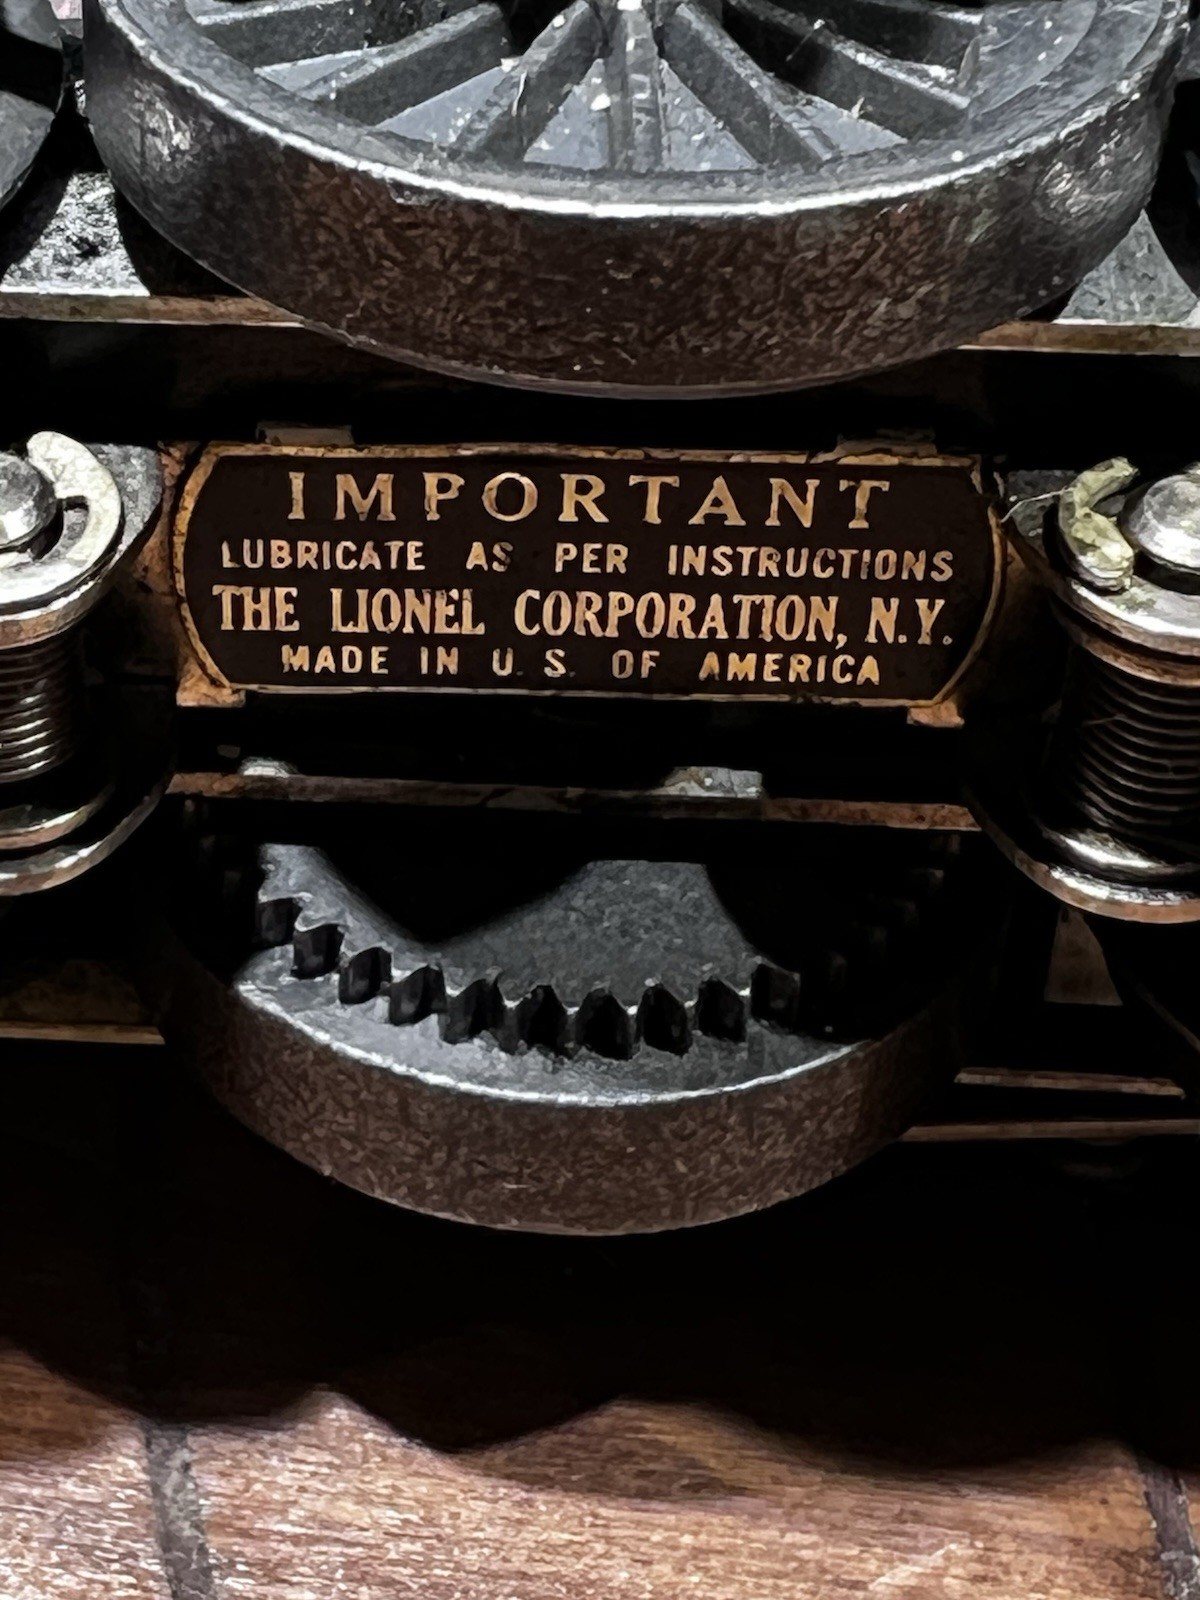 IMPORTANT
LUBRICATE AS PER INSTRUCTIONS
THE LIONEL CORPORATION, N.Y.
MADE IN U.S. OF AMERICA